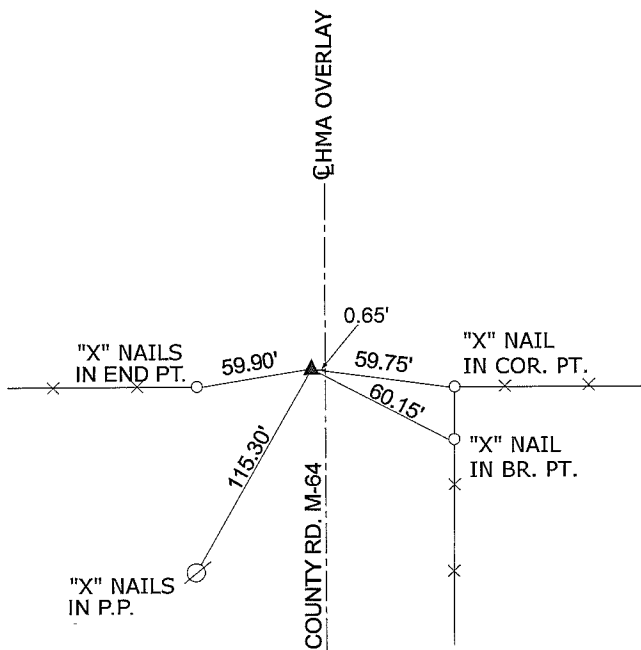 ℄ HMA OVERLAY
0.65'
"X" NAILS
IN END PT.
59.90'
59.75'
"X" NAIL
IN COR. PT.
60.15'
"X" NAIL
IN BR. PT.
115.30'
COUNTY RD. M-64
"X" NAILS
IN P.P.